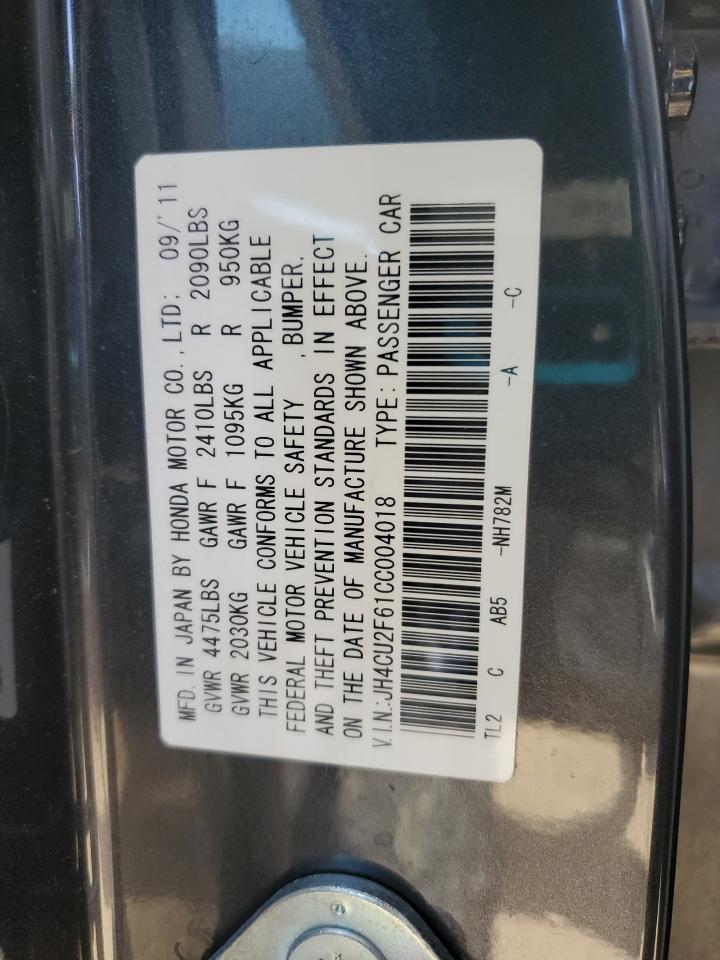 MFD. IN JAPAN BY HONDA MOTOR CO., LTD: 09/'11
GVWR 4475LBS GAWR F 2410LBS R 2090LBS
GVWR 2030KG GAWR F 1095KG R 950KG
THIS VEHICLE CONFORMS TO ALL APPLICABLE
FEDERAL MOTOR VEHICLE SAFETY ,BUMPER,
AND THEFT PREVENTION STANDARDS IN EFFECT
ON THE DATE OF MANUFACTURE SHOWN ABOVE.
V.I.N.:JH4CU2F61CC004018 TYPE:PASSENGER CAR
TL2 C AB5 -NH782M -A -C